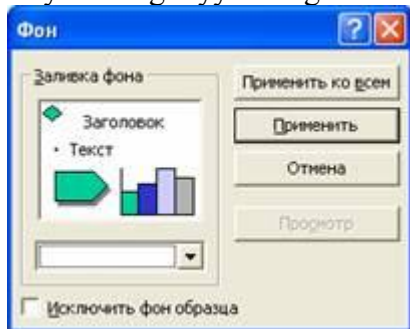 Фон
Заливка фона
Заголовок
• Текст
Применить ко всем
Применить
Отмена
Просмотр
Исключить фон образца